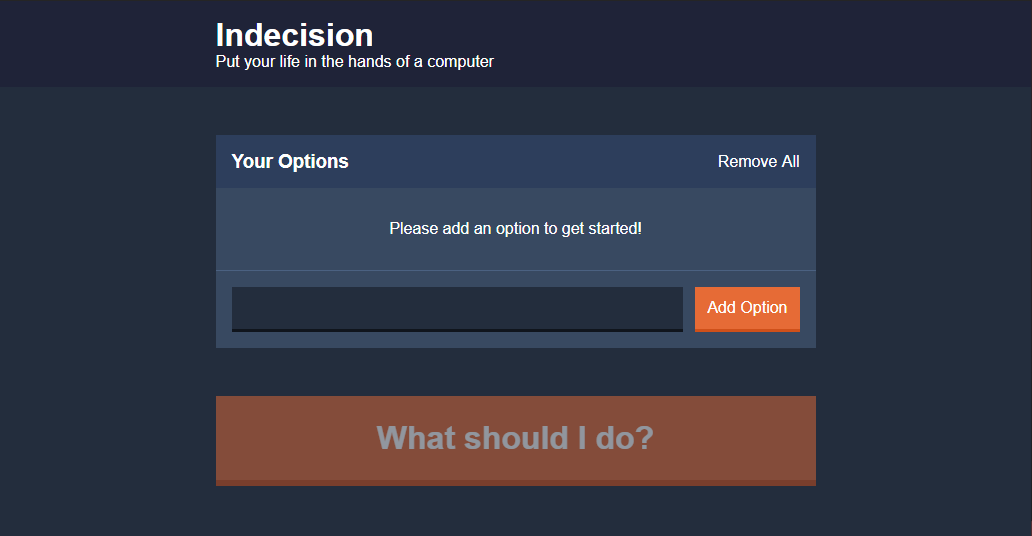 Indecision
Put your life in the hands of a computer
Your Options
Remove All
Please add an option to get started!
Add Option
What should I do?